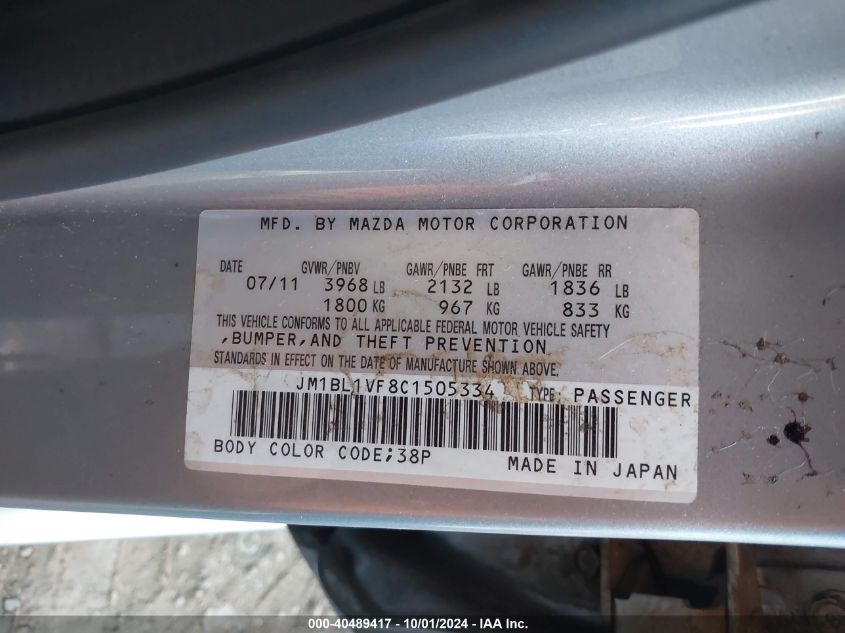 MFD. BY MAZDA MOTOR CORPORATION
DATE GVWR/PNBV GAWR/PNBE FRT GAWR/PNBE RR
07/11 3968 LB 2132 LB 1836 LB
1800 KG 967 KG 833 KG
THIS VEHICLE CONFORMS TO ALL APPLICABLE FEDERAL MOTOR VEHICLE SAFETY
,BUMPER,AND THEFT PREVENTION
STANDARDS IN EFFECT ON THE DATE OF MANUFACTURE SHOWN ABOVE.
JM1BL1VF8C1505334 TYPE: PASSENGER
BODY COLOR CODE;38P MADE IN JAPAN
000-40489417 - 10/01/2024 - IAA Inc.